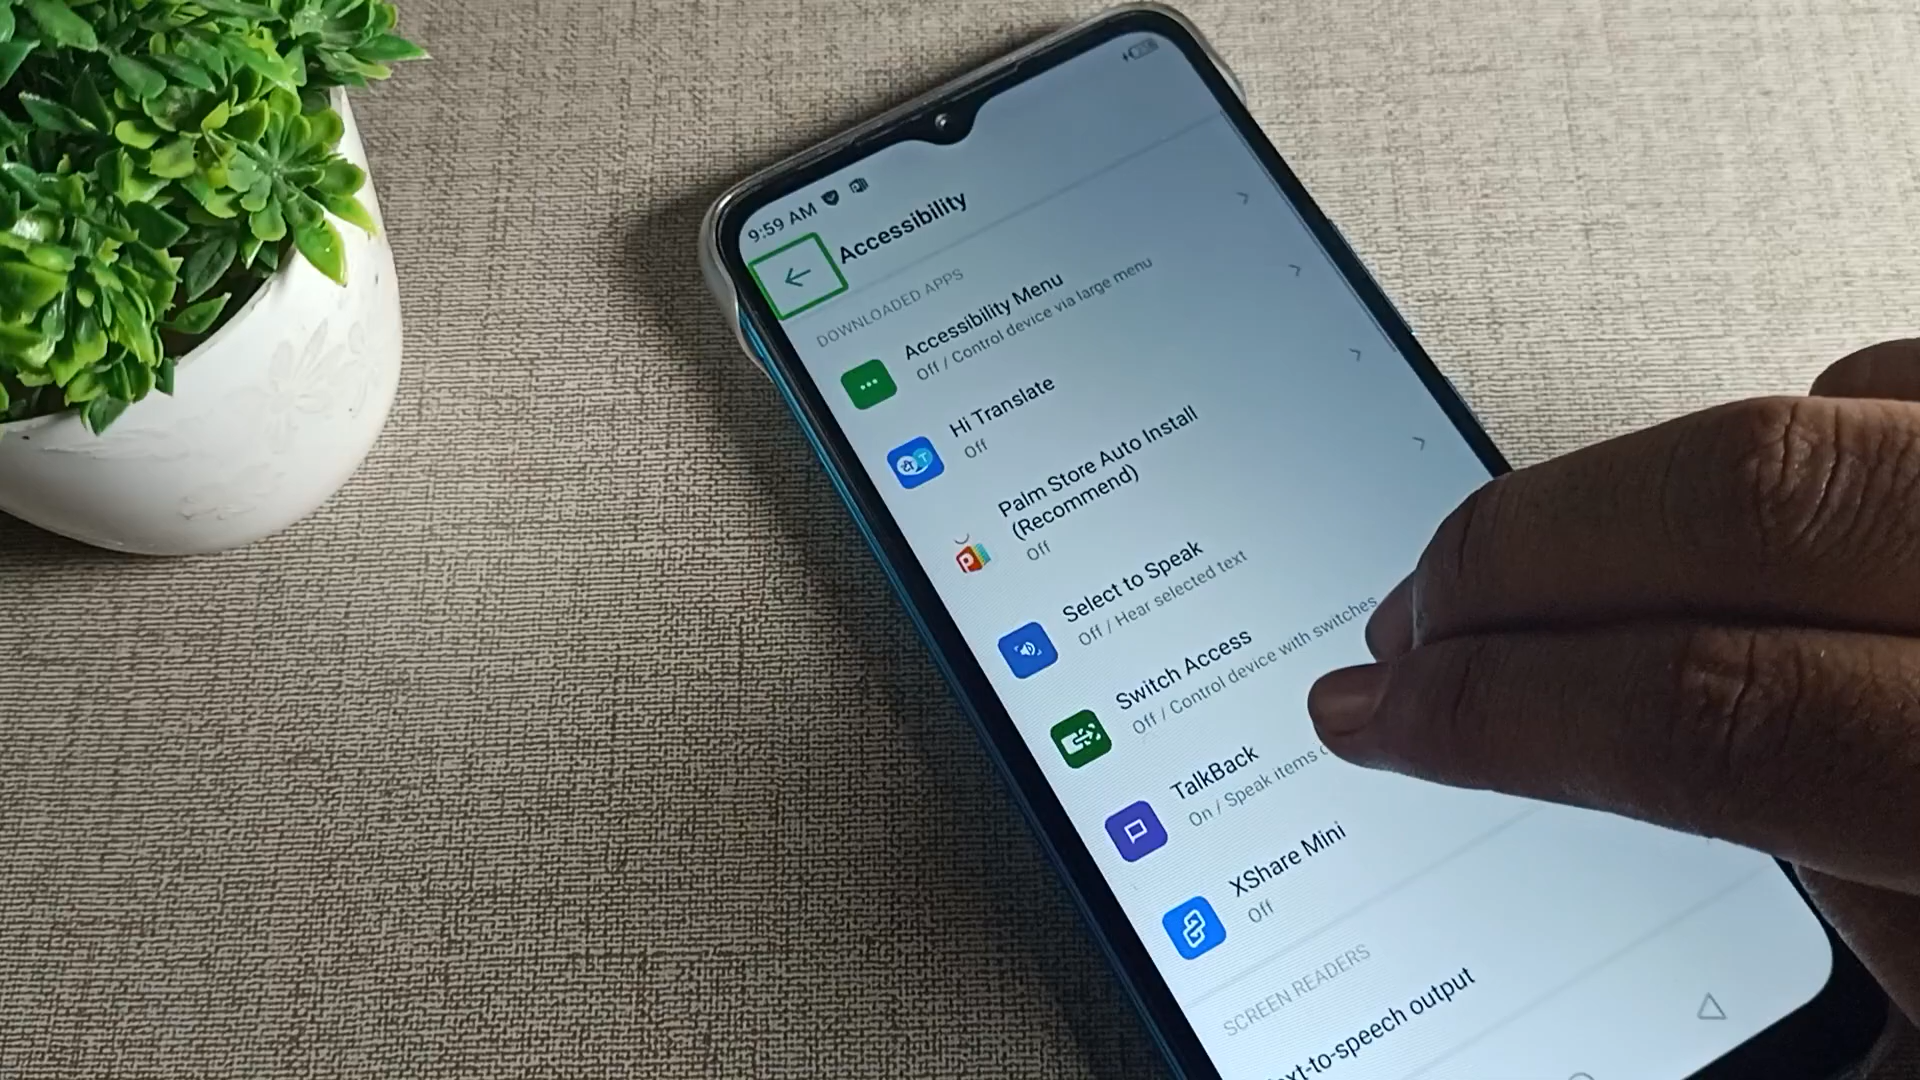 9:59 AM
Accessibility
DOWNLOADED APPS
Accessibility Menu
Off / Control device via large menu
Hi Translate
Off
Palm Store Auto Install
(Recommend)
Off
Select to Speak
Off / Hear selected text
Switch Access
Off / Control device with switches
TalkBack
On / Speak items
XShare Mini
Off
SCREEN READERS
xt-to-speech output